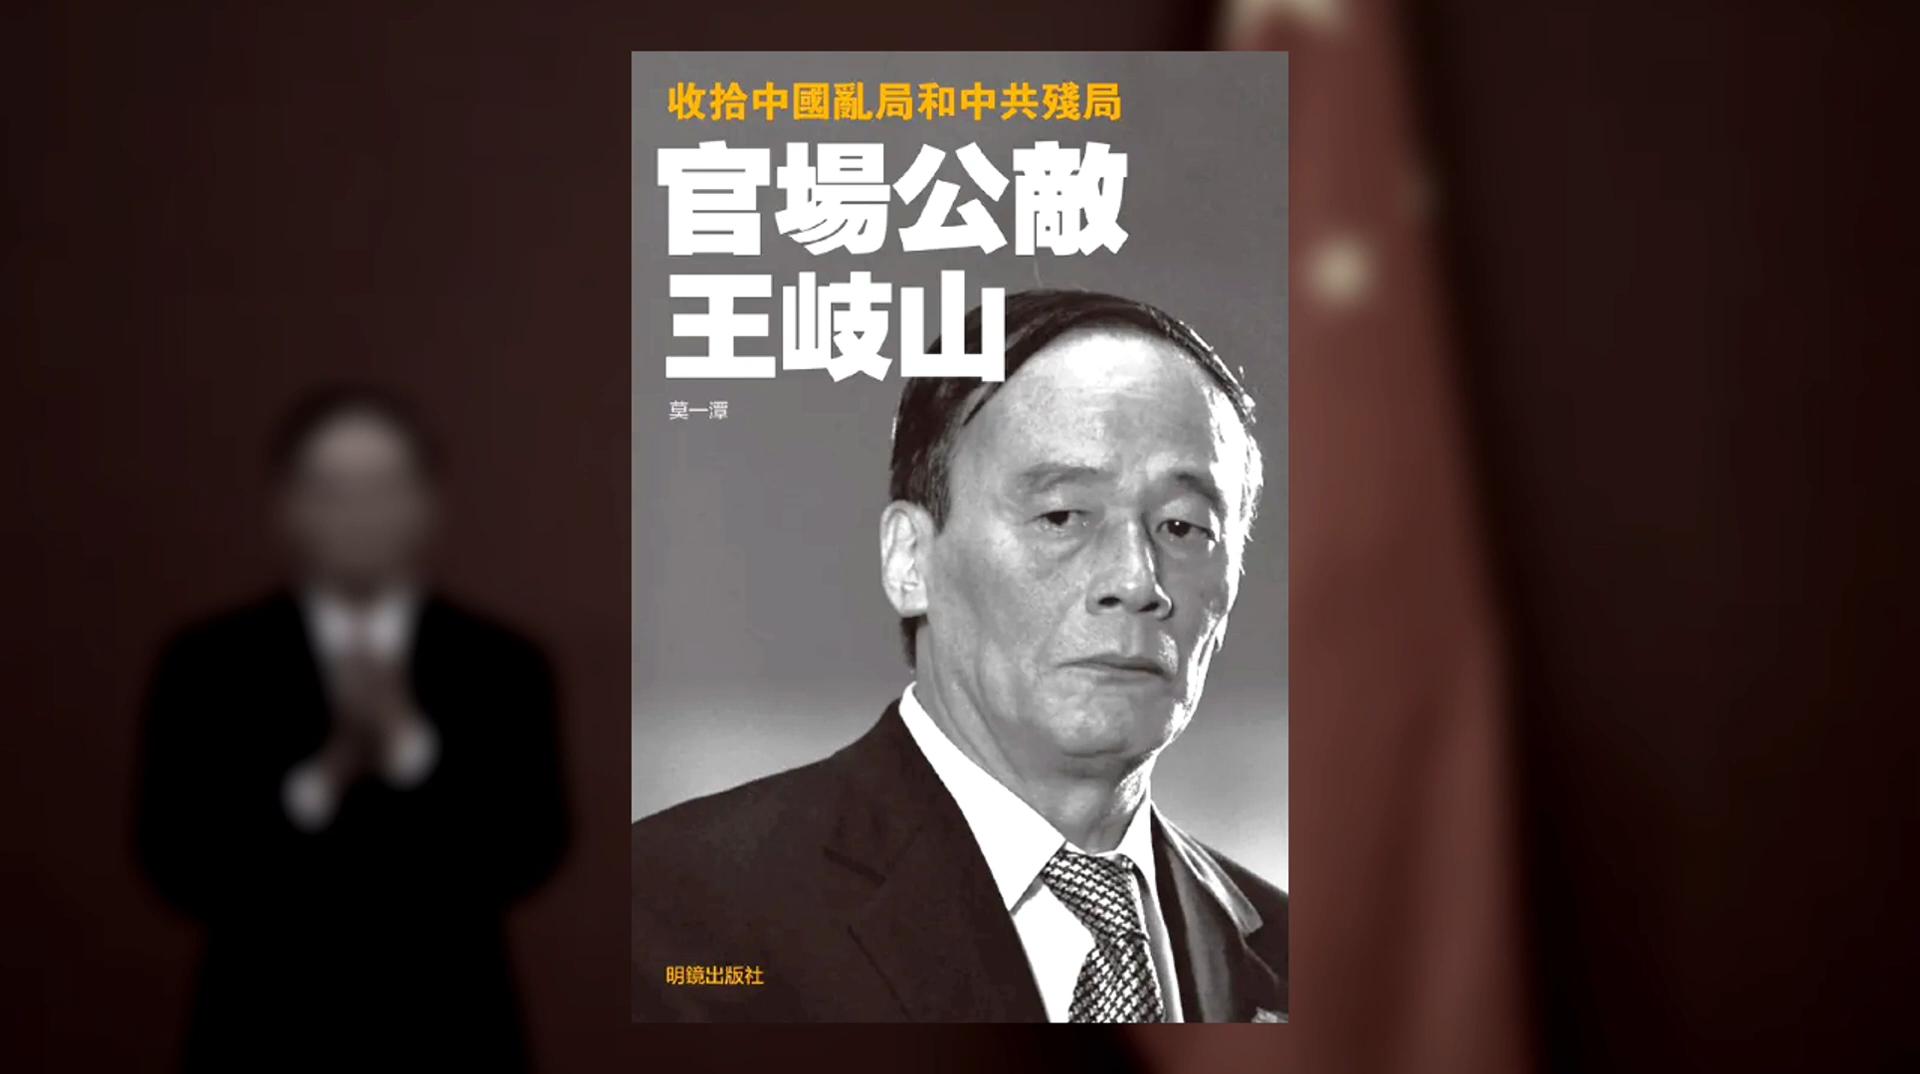 收拾中國亂局和中共殘局
官場公敵
王岐山
莫一潭
明鏡出版社